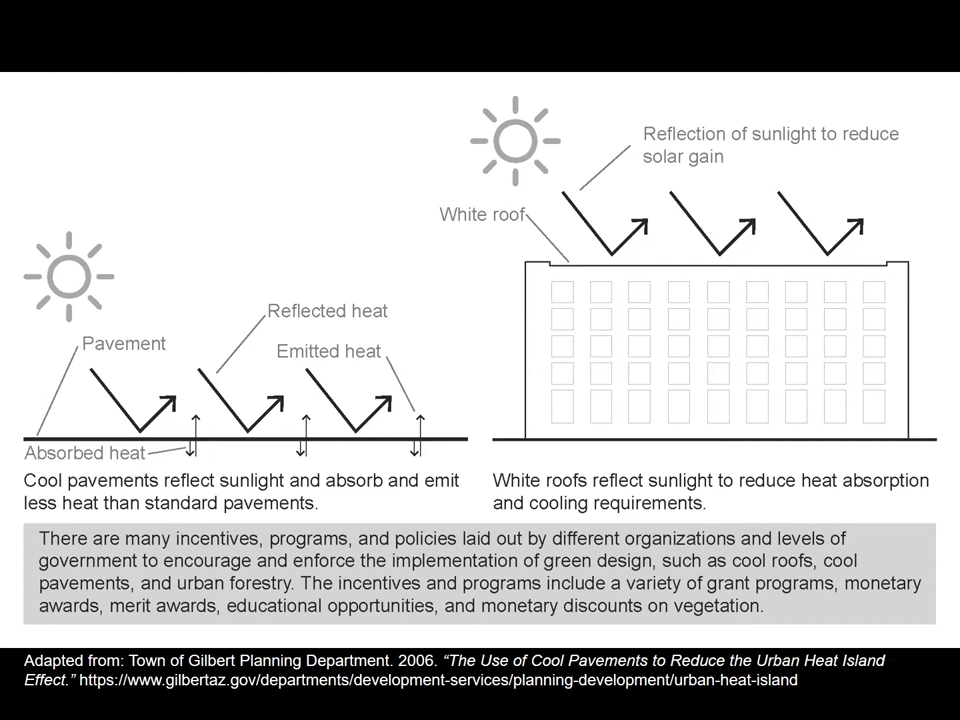 Reflection of sunlight to reduce
solar gain
White roof
Reflected heat
Pavement
Emitted heat
Absorbed heat
Cool pavements reflect sunlight and absorb and emit
less heat than standard pavements.
White roofs reflect sunlight to reduce heat absorption
and cooling requirements.
There are many incentives, programs, and policies laid out by different organizations and levels of
government to encourage and enforce the implementation of green design, such as cool roofs, cool
pavements, and urban forestry. The incentives and programs include a variety of grant programs, monetary
awards, merit awards, educational opportunities, and monetary discounts on vegetation.
Adapted from: Town of Gilbert Planning Department. 2006. “The Use of Cool Pavements to Reduce the Urban Heat Island
Effect.” https://www.gilbertaz.gov/departments/development-services/planning-development/urban-heat-island